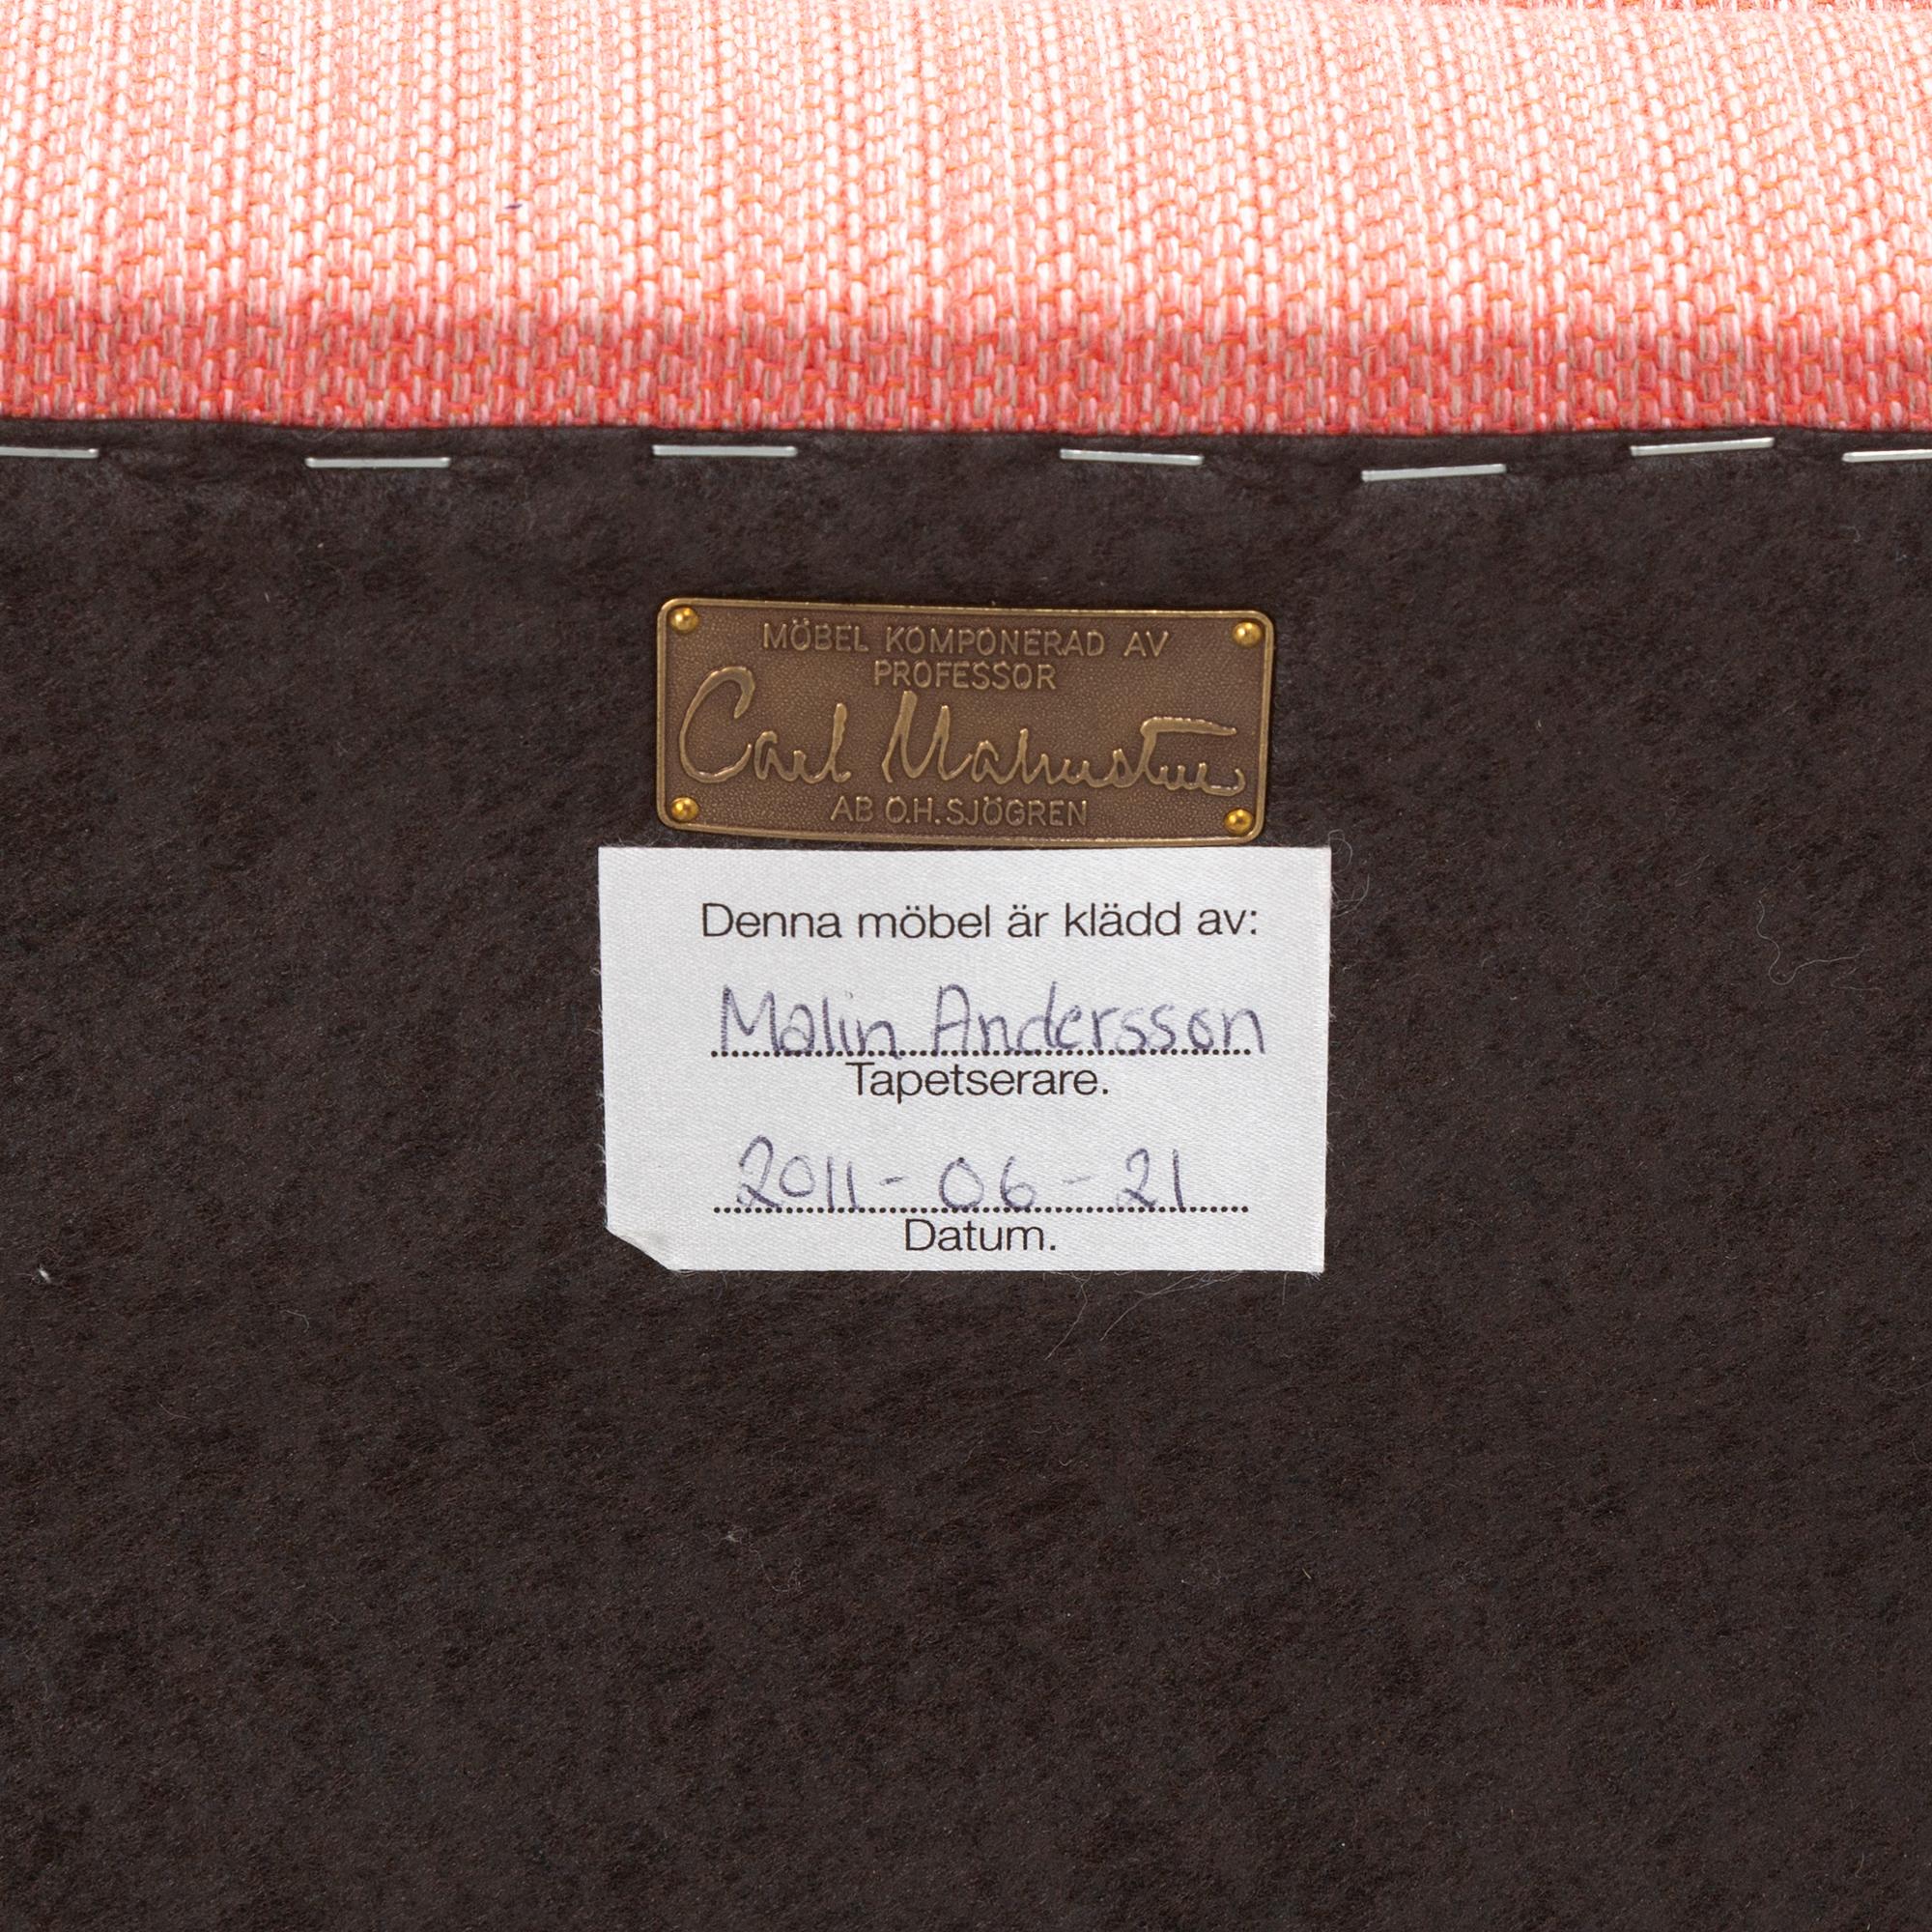 MÖBEL KOMPONERAD AV
PROFESSOR
Carl Malmsten
AB O.H. SJÖGREN
Denna möbel är klädd av:
Malin Andersson
Tapetserare.
2011-06-21
Datum.